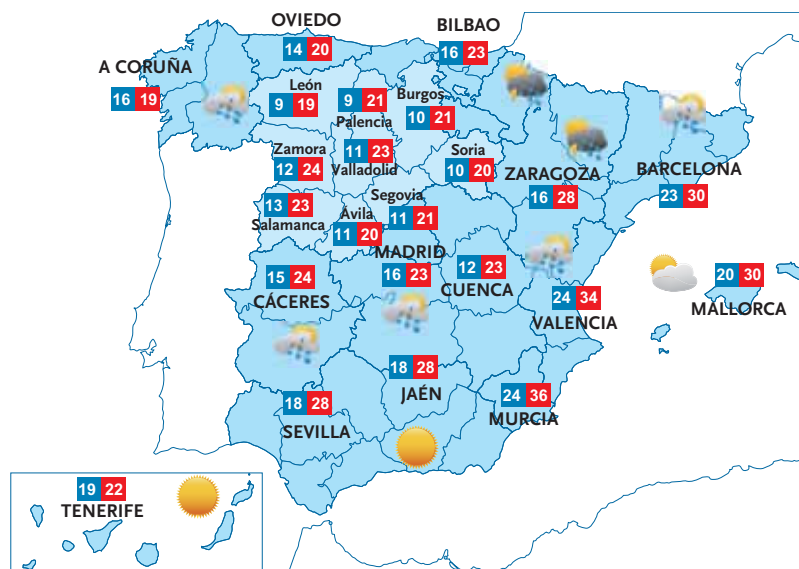 OVIEDO
14 20
BILBAO
16 23
A CORUÑA
16 19
León
9 19
9 21
Palencia
Burgos
10 21
Zamora
12 24
11 23
Valladolid
Soria
10 20
ZARAGOZA
16 28
BARCELONA
23 30
13 23
Salamanca
Segovia
11 21
Ávila
11 20
MADRID
16 23
15 24
CÁCERES
12 23
CUENCA
24 34
VALENCIA
20 30
MALLORCA
18 28
JAÉN
18 28
SEVILLA
24 36
MURCIA
19 22
TENERIFE